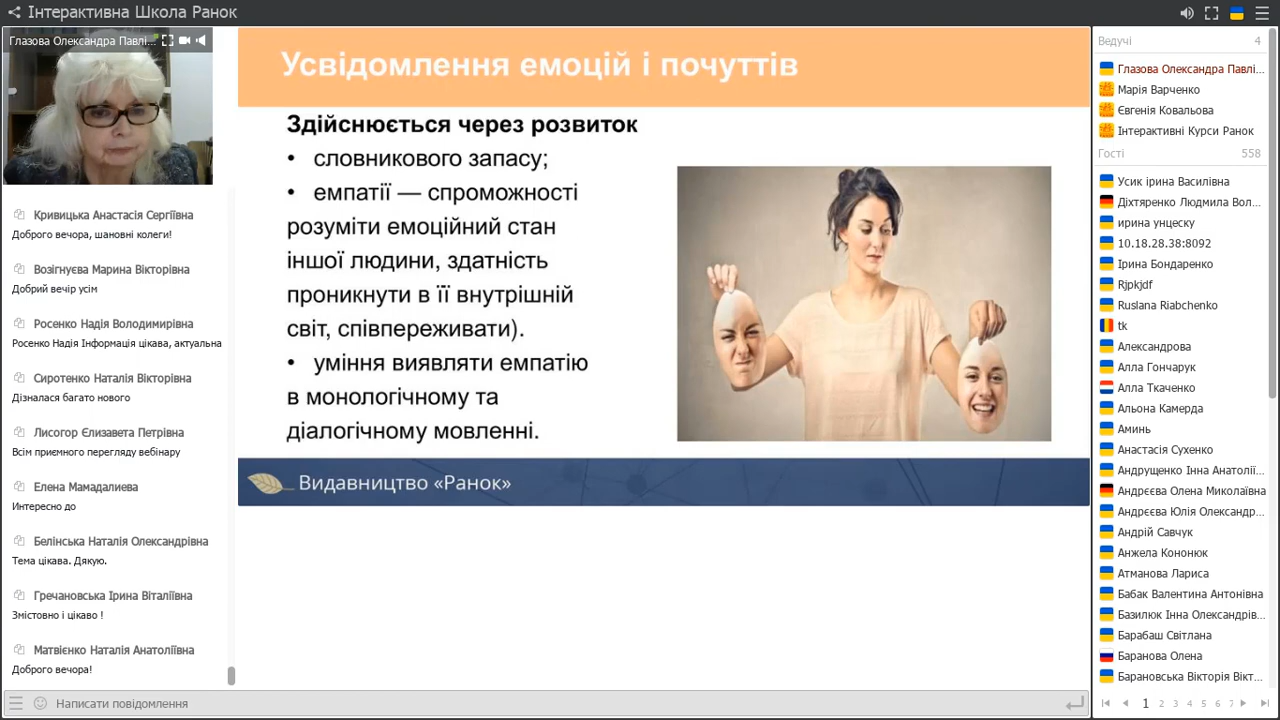 Інтерактивна Школа Ранок
Глазова Олександра Павлі...
Кривицька Анастасія Сергіївна
Доброго вечора, шановні колеги!
Возігнуєва Марина Вікторівна
Добрий вечір усім
Росенко Надія Володимирівна
Росенко Надія Інформація цікава, актуальна
Сиротенко Наталія Вікторівна
Дізналася багато нового
Лисогор Єлизавета Петрівна
Всім приємного перегляду вебінару
Елена Мамадалиева
Интересно до
Белінська Наталія Олександрівна
Тема цікава. Дякую.
Гречановська Ірина Віталіївна
Змістовно і цікаво !
Матвієнко Наталія Анатоліївна
Доброго вечора!
Написати повідомлення
Усвідомлення емоцій і почуттів
Здійснюється через розвиток
• словникового запасу;
• емпатії — спроможності
розуміти емоційний стан
іншої людини, здатність
проникнути в її внутрішній
світ, співпереживати).
• уміння виявляти емпатію
в монологічному та
діалогічному мовленні.
Видавництво «Ранок»
Ведучі 4
Глазова Олександра Павлі...
Марія Варченко
Євгенія Ковальова
Інтерактивні Курси Ранок
Гості 558
Усик ірина Василівна
Діхтяренко Людмила Вол...
ирина унцеску
10.18.28.38:8092
Ірина Бондаренко
Rjpkjdf
Ruslana Riabchenko
tk
Александрова
Алла Гончарук
Алла Ткаченко
Альона Камерда
Аминь
Анастасія Сухенко
Андрущенко Інна Анатолії...
Андрєєва Олена Миколаївна
Андрєєва Юлія Олександр...
Андрій Савчук
Анжела Кононюк
Атманова Лариса
Бабак Валентина Антонівна
Базилюк Інна Олександрів...
Барабаш Світлана
Баранова Олена
Барановська Вікторія Вікт...
1 2 3 4 5 6 7